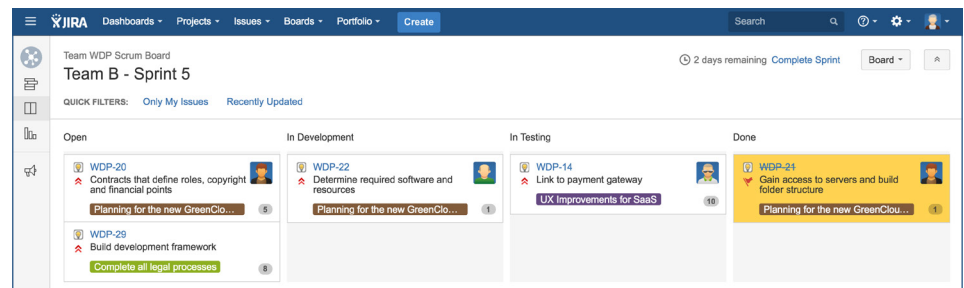 JIRA Dashboards Projects Issues Boards Portfolio Create Search
Team WDP Scrum Board
Team B - Sprint 5
2 days remaining Complete Sprint Board
QUICK FILTERS: Only My Issues Recently Updated
Open
WDP-20
Contracts that define roles, copyright
and financial points
Planning for the new GreenClo... 5
WDP-29
Build development framework
Complete all legal processes 8
In Development
WDP-22
Determine required software and
resources
Planning for the new GreenClo... 1
In Testing
WDP-14
Link to payment gateway
UX Improvements for SaaS 10
Done
WDP-21
Gain access to servers and build
folder structure
Planning for the new GreenClou... 1